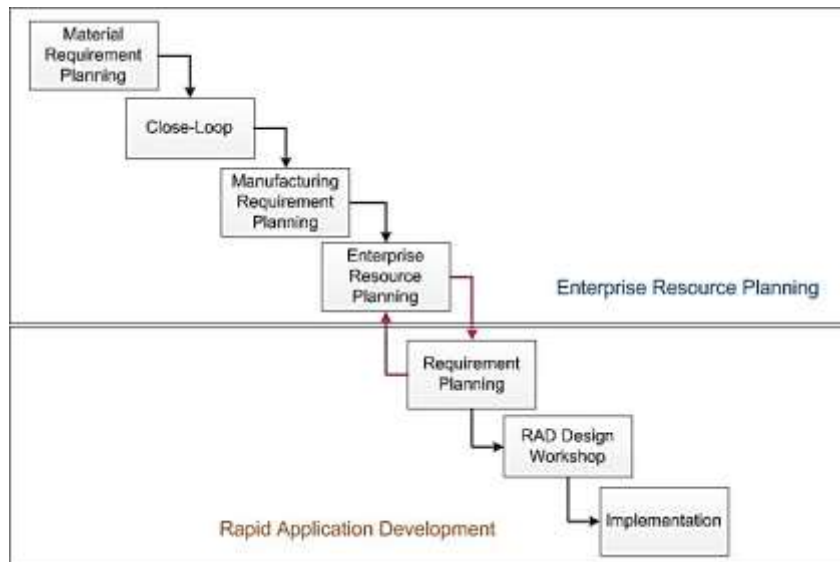 Material
Requirement
Planning
Close-Loop
Manufacturing
Requirement
Planning
Enterprise
Resource
Planning
Enterprise Resource Planning
Requirement
Planning
RAD Design
Workshop
Implementation
Rapid Application Development